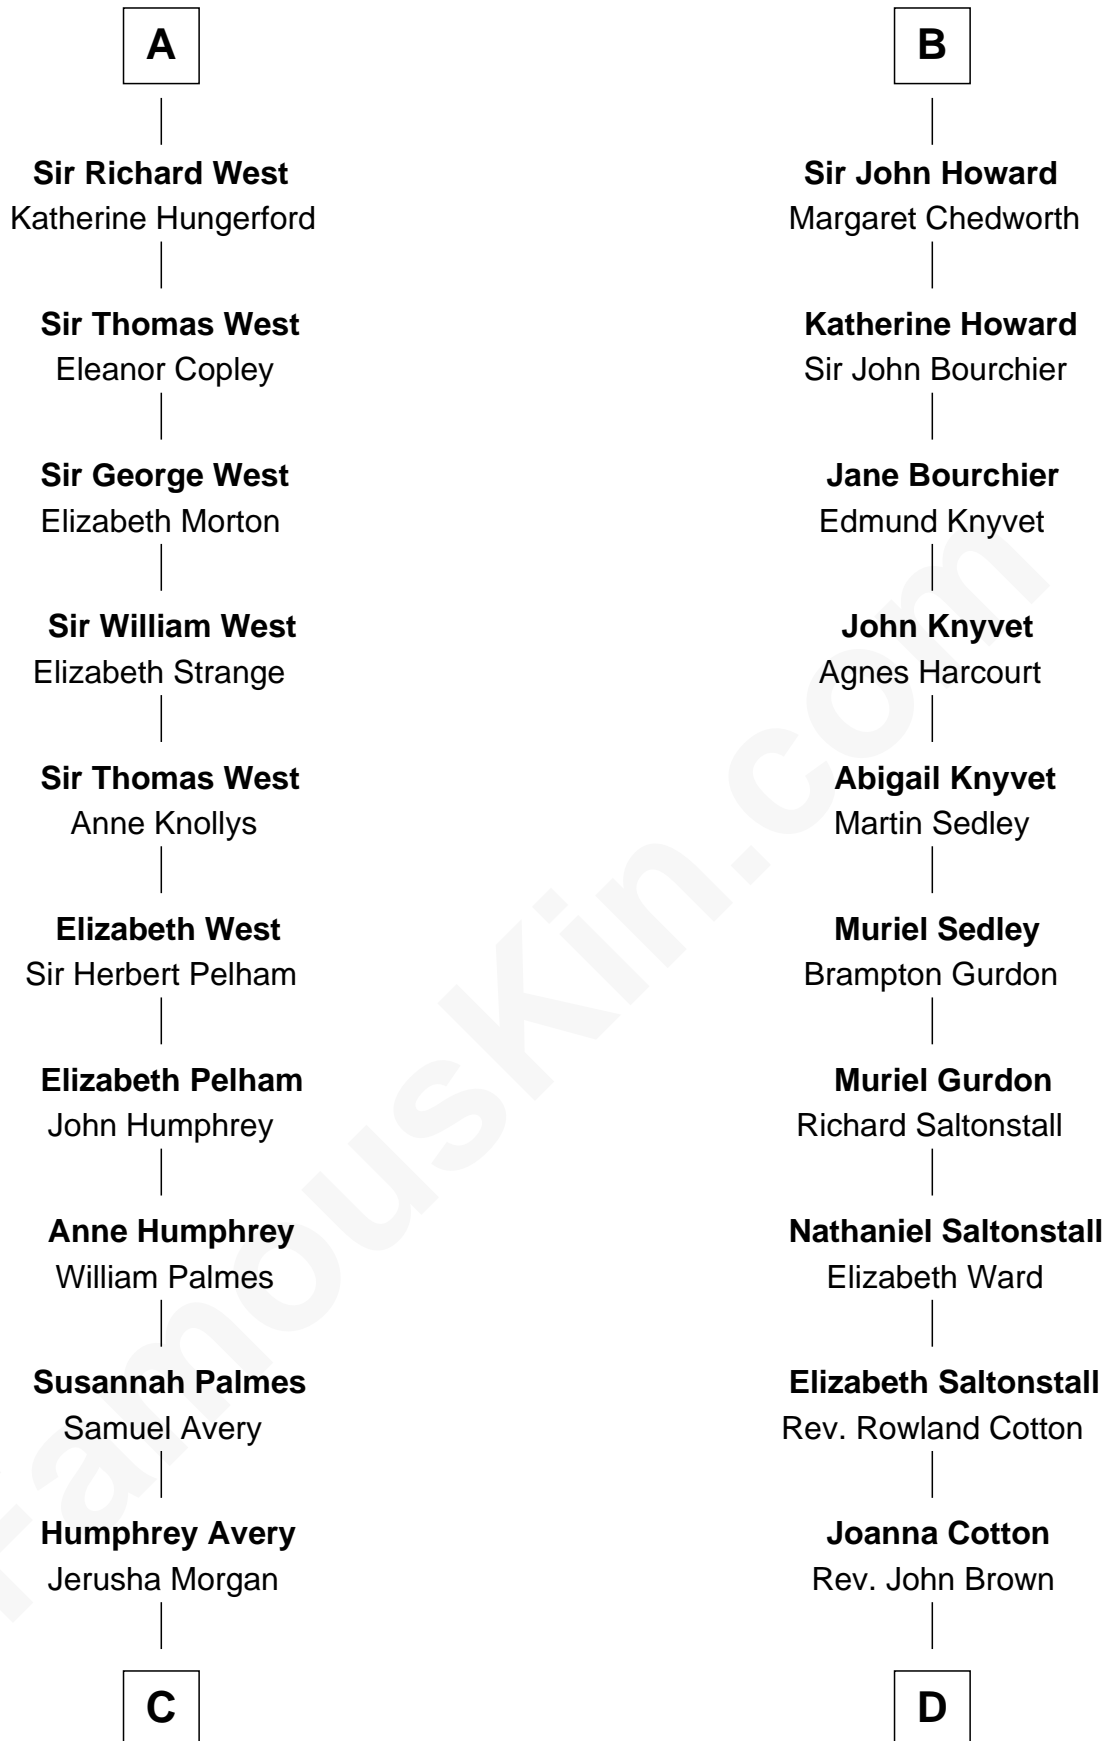 A
Sir Richard West
Katherine Hungerford
Sir Thomas West
Eleanor Copley
Sir George West
Elizabeth Morton
Sir William West
Elizabeth Strange
Sir Thomas West
Anne Knollys
Elizabeth West
Sir Herbert Pelham
Elizabeth Pelham
John Humphrey
Anne Humphrey
William Palmes
Susannah Palmes
Samuel Avery
Humphrey Avery
Jerusha Morgan
C
B
Sir John Howard
Margaret Chedworth
Katherine Howard
Sir John Bourchier
Jane Bourchier
Edmund Knyvet
John Knyvet
Agnes Harcourt
Abigail Knyvet
Martin Sedley
Muriel Sedley
Brampton Gurdon
Muriel Gurdon
Richard Saltonstall
Nathaniel Saltonstall
Elizabeth Ward
Elizabeth Saltonstall
Rev. Rowland Cotton
Joanna Cotton
Rev. John Brown
D
FamousKin.com